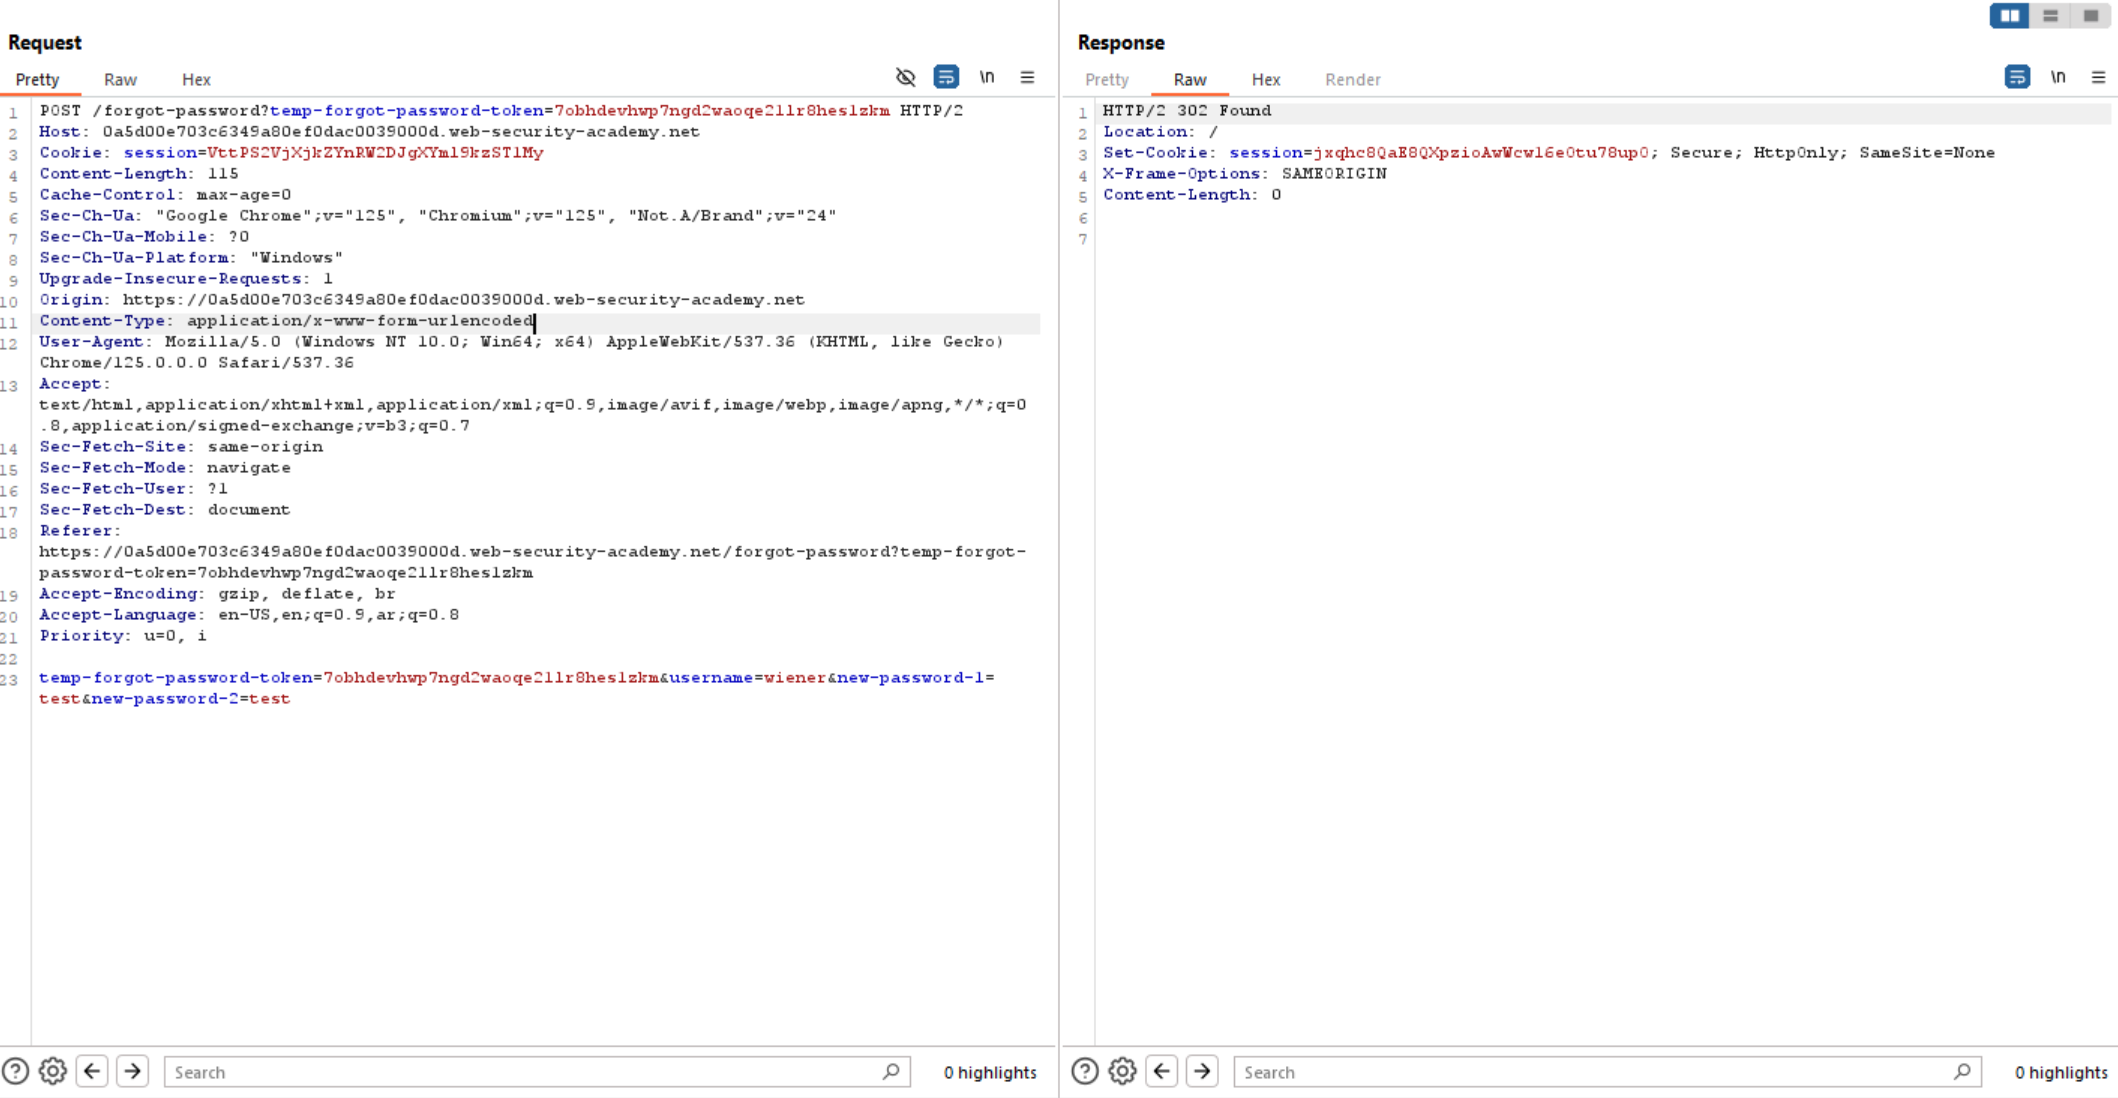 Request
Pretty Raw Hex \n
1 POST /forgot-password?temp-forgot-password-token=7obhdevhwp7ngd2waoqe2llr8heslzkm HTTP/2
2 Host: 0a5d00e703c6349a80ef0dac0039000d.web-security-academy.net
3 Cookie: session=VttPS2VjXjkZYnRW2DJgXYml9kzSTlMy
4 Content-Length: 115
5 Cache-Control: max-age=0
6 Sec-Ch-Ua: "Google Chrome";v="125", "Chromium";v="125", "Not.A/Brand";v="24"
7 Sec-Ch-Ua-Mobile: ?0
8 Sec-Ch-Ua-Platform: "Windows"
9 Upgrade-Insecure-Requests: 1
10 Origin: https://0a5d00e703c6349a80ef0dac0039000d.web-security-academy.net
11 Content-Type: application/x-www-form-urlencoded
12 User-Agent: Mozilla/5.0 (Windows NT 10.0; Win64; x64) AppleWebKit/537.36 (KHTML, like Gecko)
Chrome/125.0.0.0 Safari/537.36
13 Accept:
text/html,application/xhtml+xml,application/xml;q=0.9,image/avif,image/webp,image/apng,*/*;q=0
.8,application/signed-exchange;v=b3;q=0.7
14 Sec-Fetch-Site: same-origin
15 Sec-Fetch-Mode: navigate
16 Sec-Fetch-User: ?1
17 Sec-Fetch-Dest: document
18 Referer:
https://0a5d00e703c6349a80ef0dac0039000d.web-security-academy.net/forgot-password?temp-forgot-
password-token=7obhdevhwp7ngd2waoqe2llr8heslzkm
19 Accept-Encoding: gzip, deflate, br
20 Accept-Language: en-US,en;q=0.9,ar;q=0.8
21 Priority: u=0, i
22
23 temp-forgot-password-token=7obhdevhwp7ngd2waoqe2llr8heslzkm&username=wiener&new-password-1=
test&new-password-2=test
Search 0 highlights
Response
Pretty Raw Hex Render \n
1 HTTP/2 302 Found
2 Location: /
3 Set-Cookie: session=jxqhc8QaE8QXpzioAwWcwl6e0tu78up0; Secure; HttpOnly; SameSite=None
4 X-Frame-Options: SAMEORIGIN
5 Content-Length: 0
6
7
Search 0 highlights